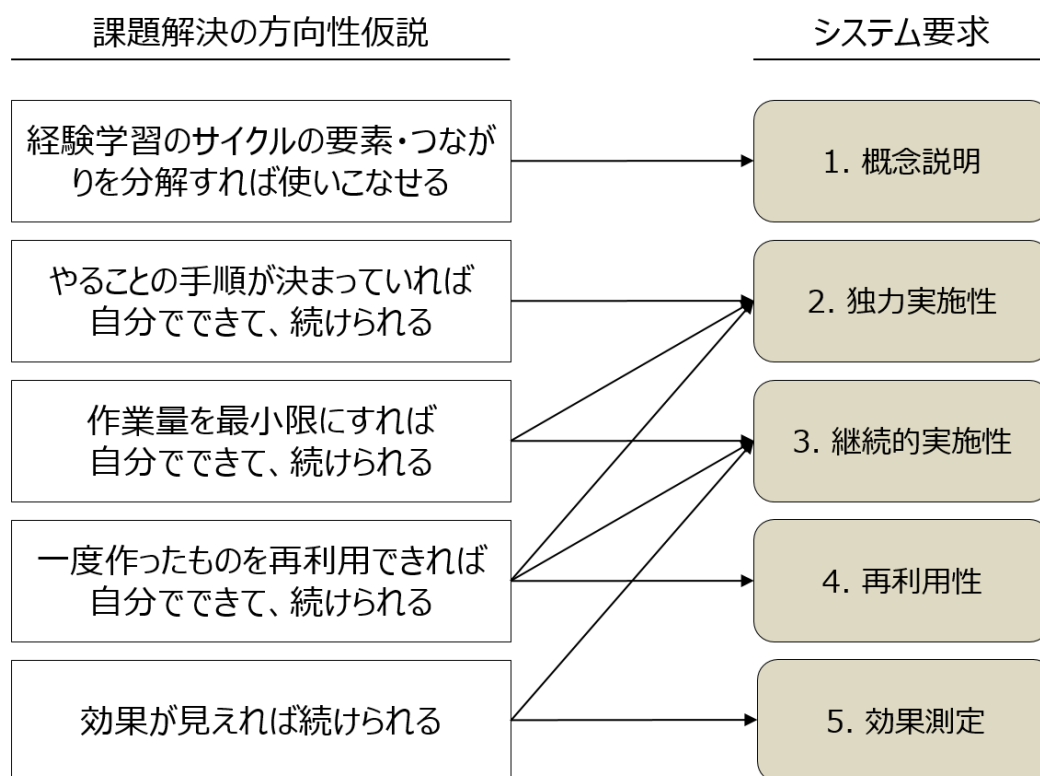 課題解決の方向性仮説
システム要求
経験学習のサイクルの要素・つなが
りを分解すれば使いこなせる
1. 概念説明
やることの手順が決まっていれば
自分でできて、続けられる
2. 独力実施性
作業量を最小限にすれば
自分でできて、続けられる
3. 継続的実施性
一度作ったものを再利用できれば
自分でできて、続けられる
4. 再利用性
効果が見えれば続けられる
5. 効果測定